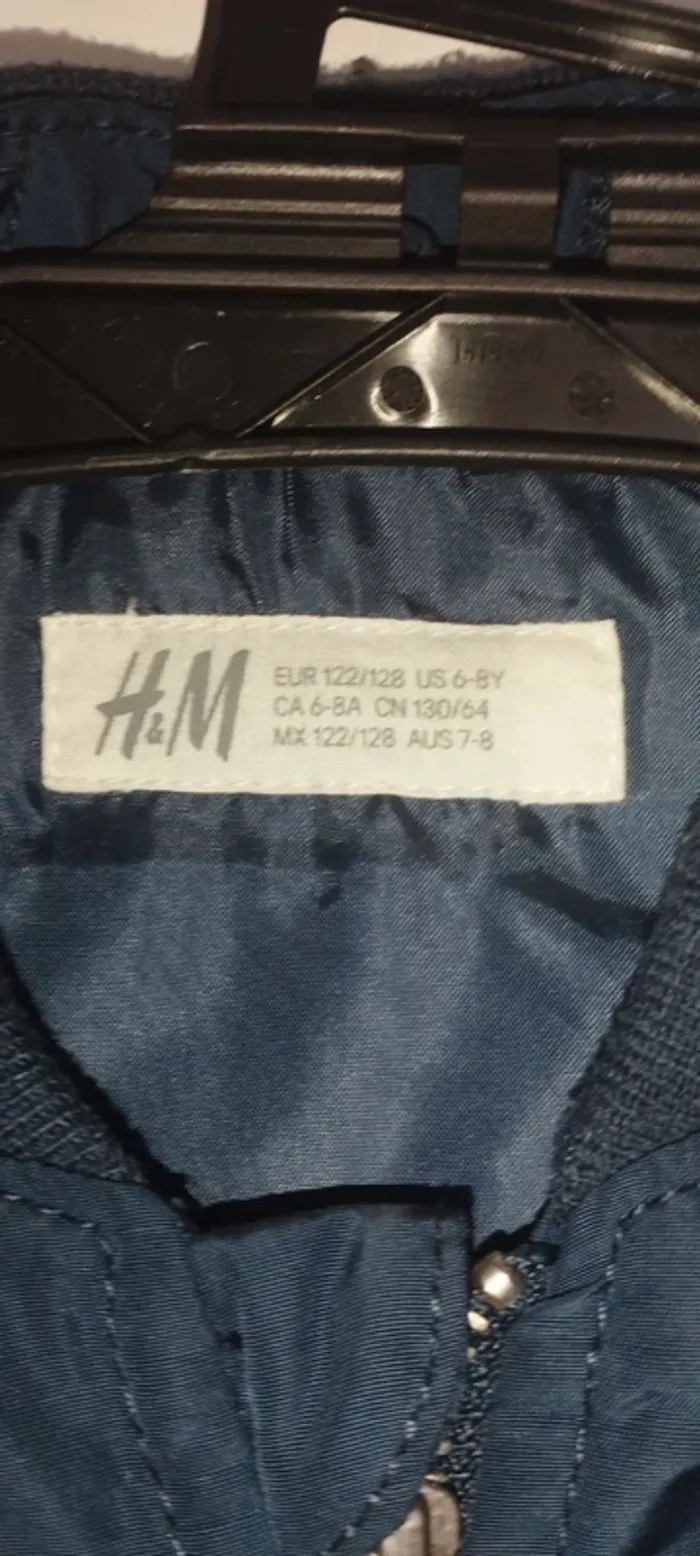 H&M
EUR 122/128 US 6-8Y
CA 6-8A CN 130/64
MX 122/128 AUS 7-8